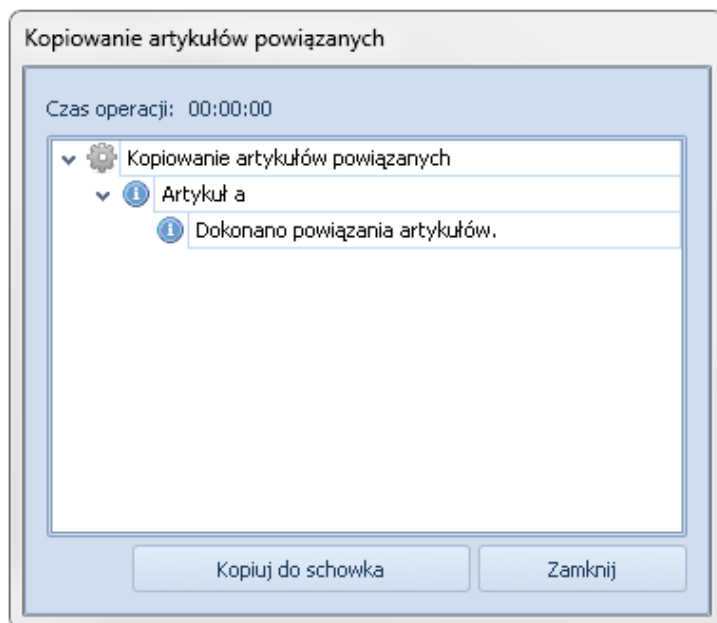 Kopiowanie artykułów powiązanych
Czas operacji: 00:00:00
Kopiowanie artykułów powiązanych
Artykuł a
Dokonano powiązania artykułów.
Kopiuj do schowka
Zamknij